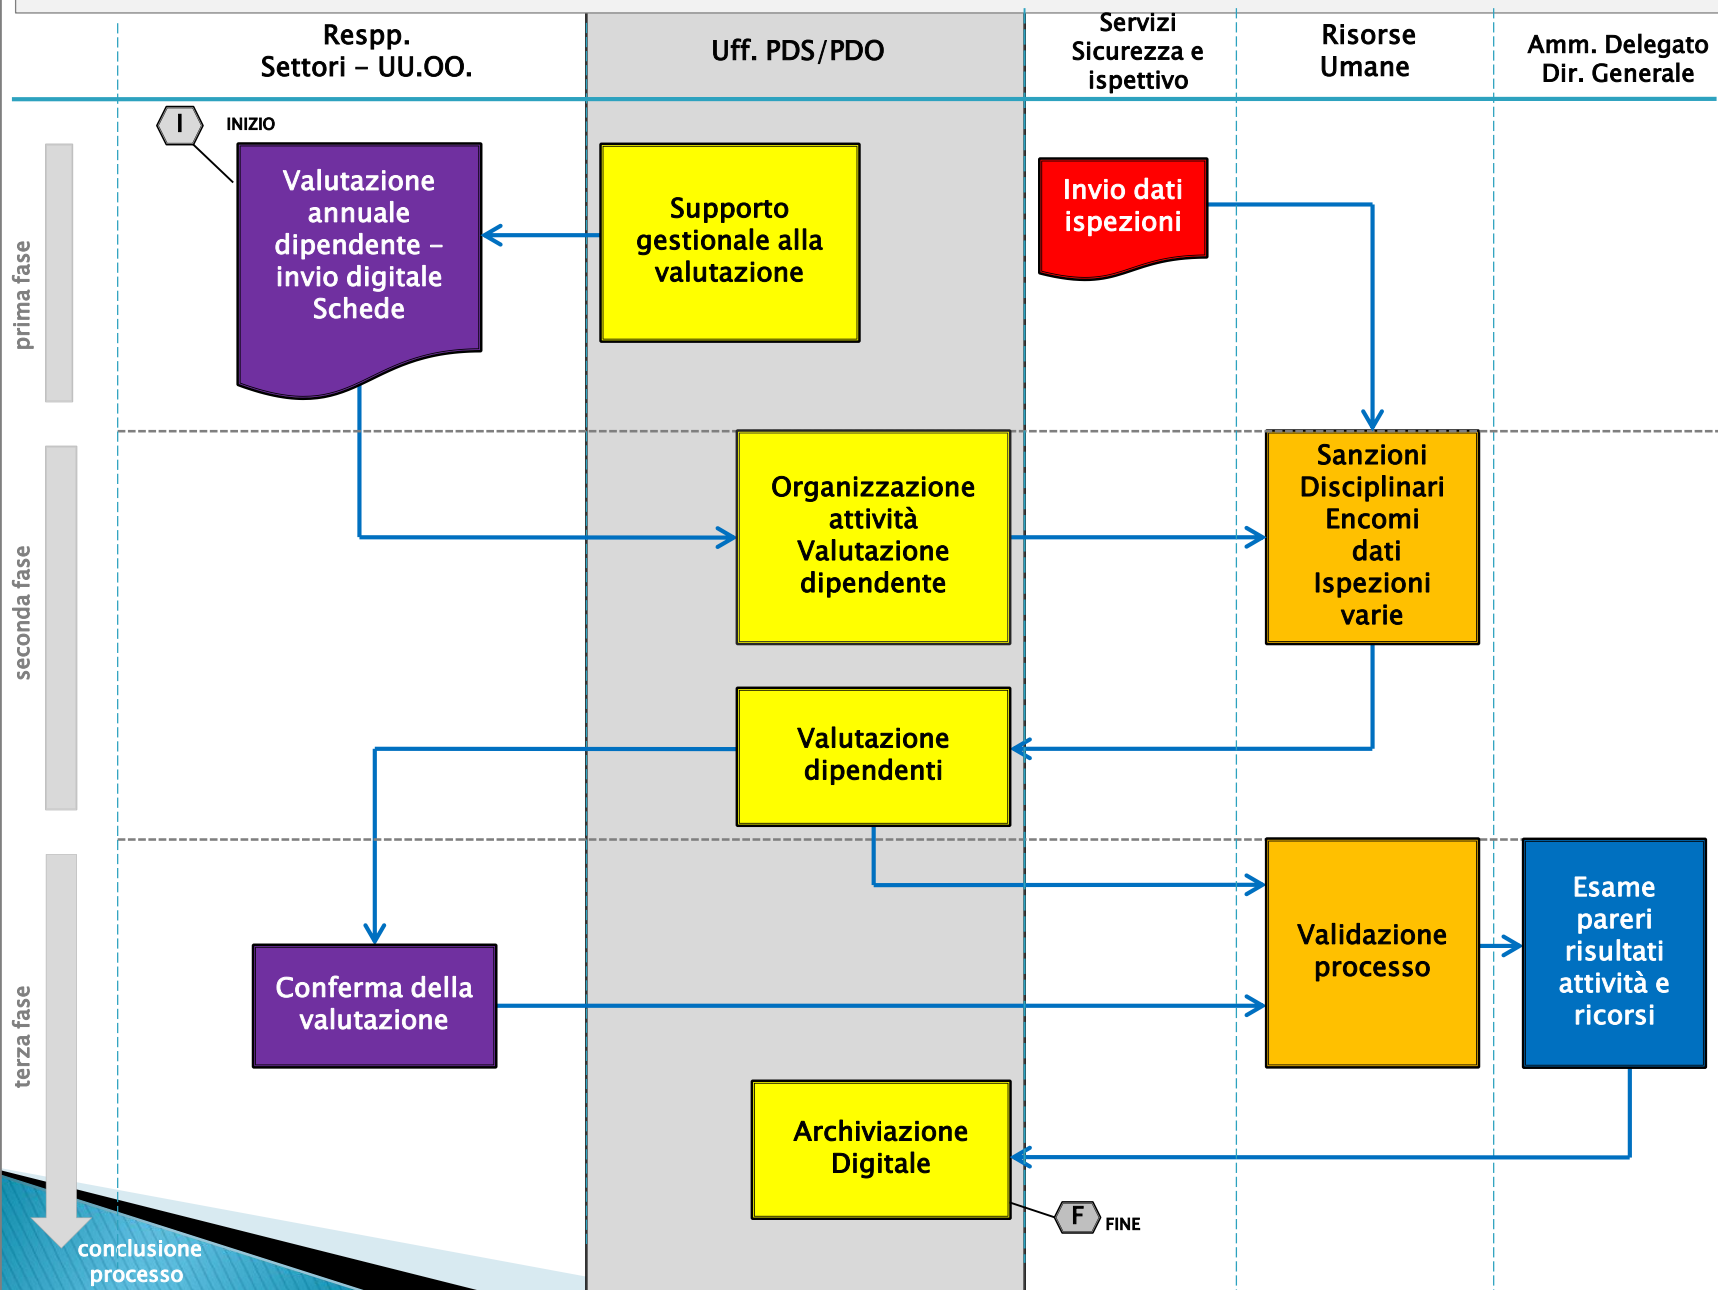 Respp.
Settori – UU.OO.
Uff. PDS/PDO
Servizi
Sicurezza e
ispettivo
Risorse
Umane
Amm. Delegato
Dir. Generale
I
INIZIO
prima fase
Valutazione
annuale
dipendente –
invio digitale
Schede
Supporto
gestionale alla
valutazione
Invio dati
ispezioni
seconda fase
Organizzazione
attività
Valutazione
dipendente
Sanzioni
Disciplinari
Encomi
dati
Ispezioni
varie
Valutazione
dipendenti
terza fase
Conferma della
valutazione
Validazione
processo
Esame
pareri
risultati
attività e
ricorsi
Archiviazione
Digitale
F
FINE
conclusione
processo